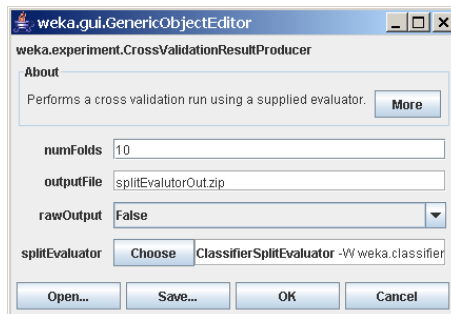 weka.gui.GenericObjectEditor
weka.experiment.CrossValidationResultProducer
About
Performs a cross validation run using a supplied evaluator.
More
numFolds 10
outputFile splitEvalutorOut.zip
rawOutput False
splitEvaluator Choose ClassifierSplitEvaluator -W weka.classifier
Open... Save... OK Cancel